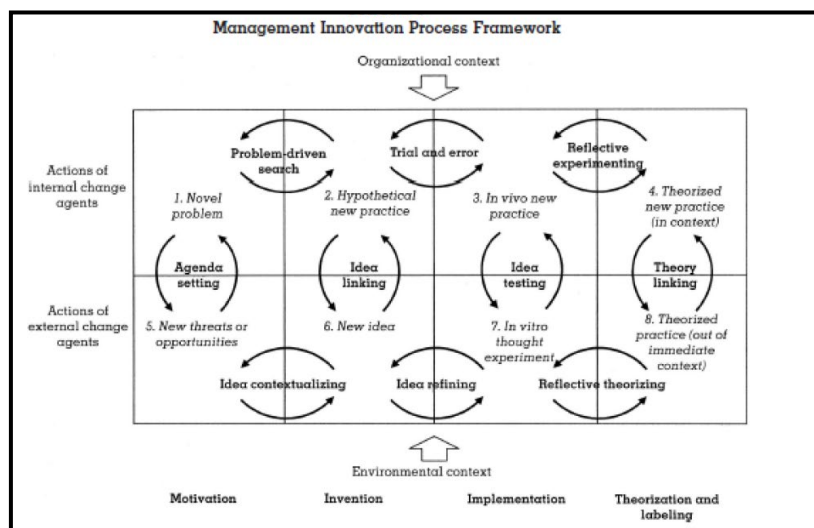 Management Innovation Process Framework
Organizational context
Actions of
internal change
agents
Problem-driven
search
Trial and error
Reflective
experimenting
1. Novel
problem
2. Hypothetical
new practice
3. In vivo new
practice
4. Theorized
new practice
(in context)
Agenda
setting
Idea
linking
Idea
testing
Theory
linking
Actions of
external change
agents
5. New threats or
opportunities
6. New idea
7. In vitro
thought
experiment
8. Theorized
practice (out of
immediate
context)
Idea contextualizing
Idea refining
Reflective theorizing
Environmental context
Motivation
Invention
Implementation
Theorization and
labeling